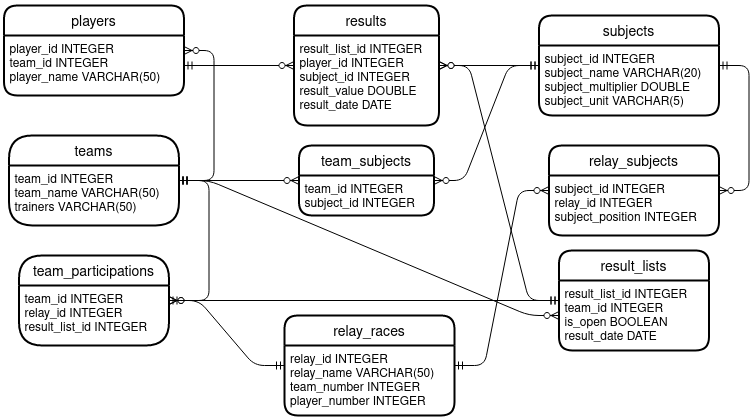 players
player_id INTEGER
team_id INTEGER
player_name VARCHAR(50)
results
result_list_id INTEGER
player_id INTEGER
subject_id INTEGER
result_value DOUBLE
result_date DATE
subjects
subject_id INTEGER
subject_name VARCHAR(20)
subject_multiplier DOUBLE
subject_unit VARCHAR(5)
teams
team_id INTEGER
team_name VARCHAR(50)
trainers VARCHAR(50)
team_subjects
team_id INTEGER
subject_id INTEGER
relay_subjects
subject_id INTEGER
relay_id INTEGER
subject_position INTEGER
team_participations
team_id INTEGER
relay_id INTEGER
result_list_id INTEGER
result_lists
result_list_id INTEGER
team_id INTEGER
is_open BOOLEAN
result_date DATE
relay_races
relay_id INTEGER
relay_name VARCHAR(50)
team_number INTEGER
player_number INTEGER